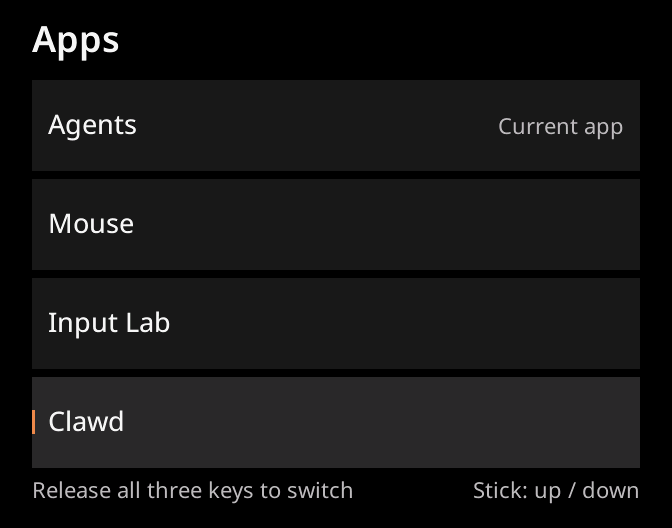 Apps
Agents Current app
Mouse
Input Lab
Clawd
Release all three keys to switch Stick: up / down